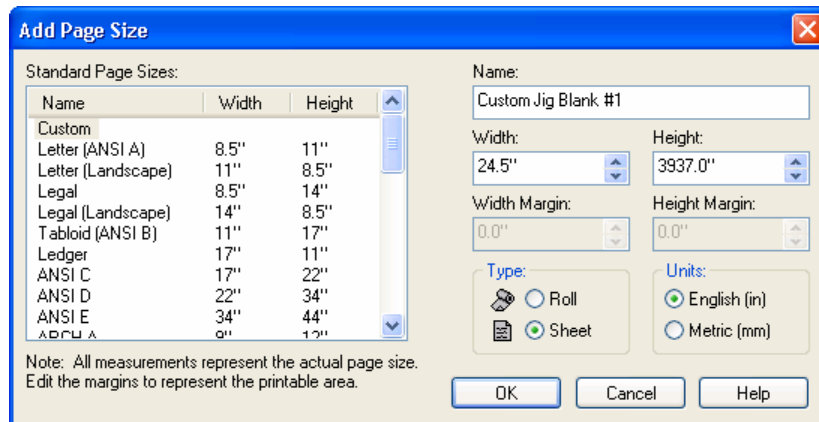 Add Page Size
Standard Page Sizes:
Name Width Height
Custom
Letter (ANSI A) 8.5" 11"
Letter (Landscape) 11" 8.5"
Legal 8.5" 14"
Legal (Landscape) 14" 8.5"
Tabloid (ANSI B) 11" 17"
Ledger 17" 11"
ANSI C 17" 22"
ANSI D 22" 34"
ANSI E 34" 44"
ARCH A 9" 12"
Note: All measurements represent the actual page size.
Edit the margins to represent the printable area.
Name:
Custom Jig Blank #1
Width: Height:
24.5" 3937.0"
Width Margin: Height Margin:
0.0" 0.0"
Type: Units:
Roll English (in)
Sheet Metric (mm)
OK Cancel Help